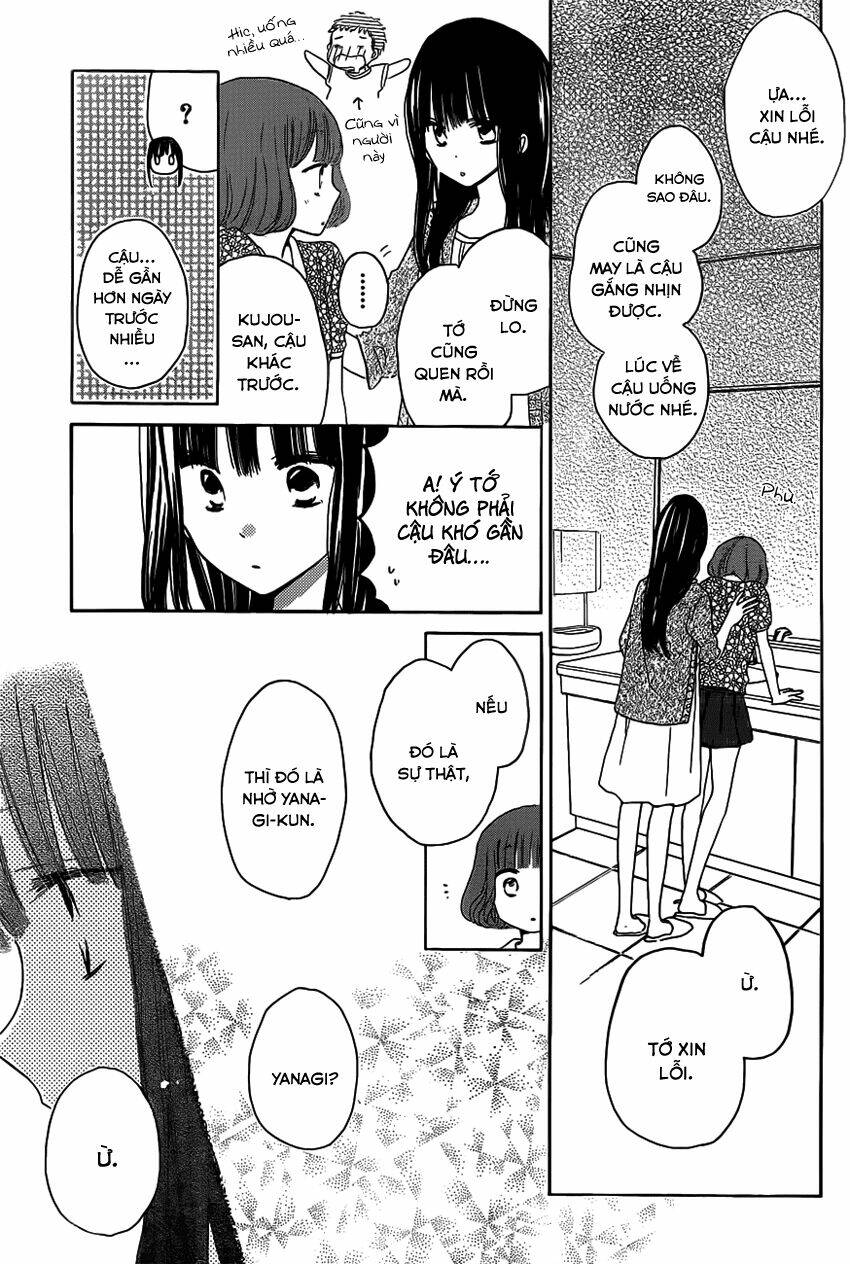 ỰA...
XIN LỖI
CẬU NHÉ.
KHÔNG
SAO ĐÂU.
CŨNG
MAY LÀ CẬU
GẮNG NHỊN
ĐƯỢC.
LÚC VỀ
CẬU UỐNG
NƯỚC NHÉ.
Phù
Ừ.
TỚ XIN
LỖI.
Hic, uống
nhiều quá...
Cũng vì
người
này
ĐỪNG
LO.
TỚ
CŨNG
QUEN RỒI
MÀ.
......
KUJOU-
SAN, CẬU
KHÁC
TRƯỚC.
?
CẬU...
DỄ GẦN
HƠN NGÀY
TRƯỚC
NHIỀU
...
A! Ý TỚ
KHÔNG PHẢI
CẬU KHÓ GẦN
ĐÂU....
NẾU
ĐÓ LÀ
SỰ THẬT,
THÌ ĐÓ LÀ
NHỜ YANA-
GI-KUN.
YANAGI?
Ừ.